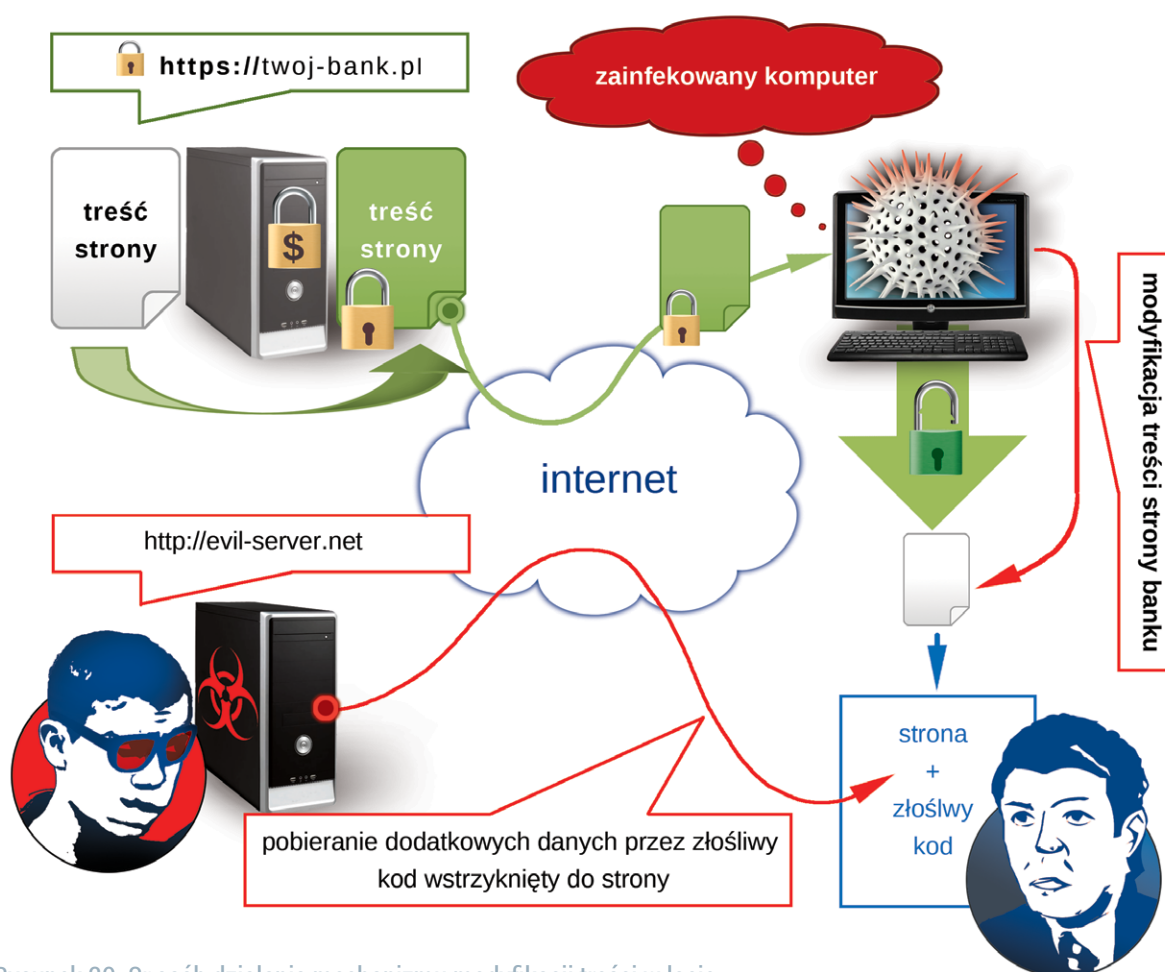 https://twoj-bank.pl
zainfekowany komputer
treść
strony
$
treść
strony
modyfikacja treści strony banku
internet
http://evil-server.net
strona
+
złoślwy
kod
pobieranie dodatkowych danych przez złośliwy
kod wstrzyknięty do strony